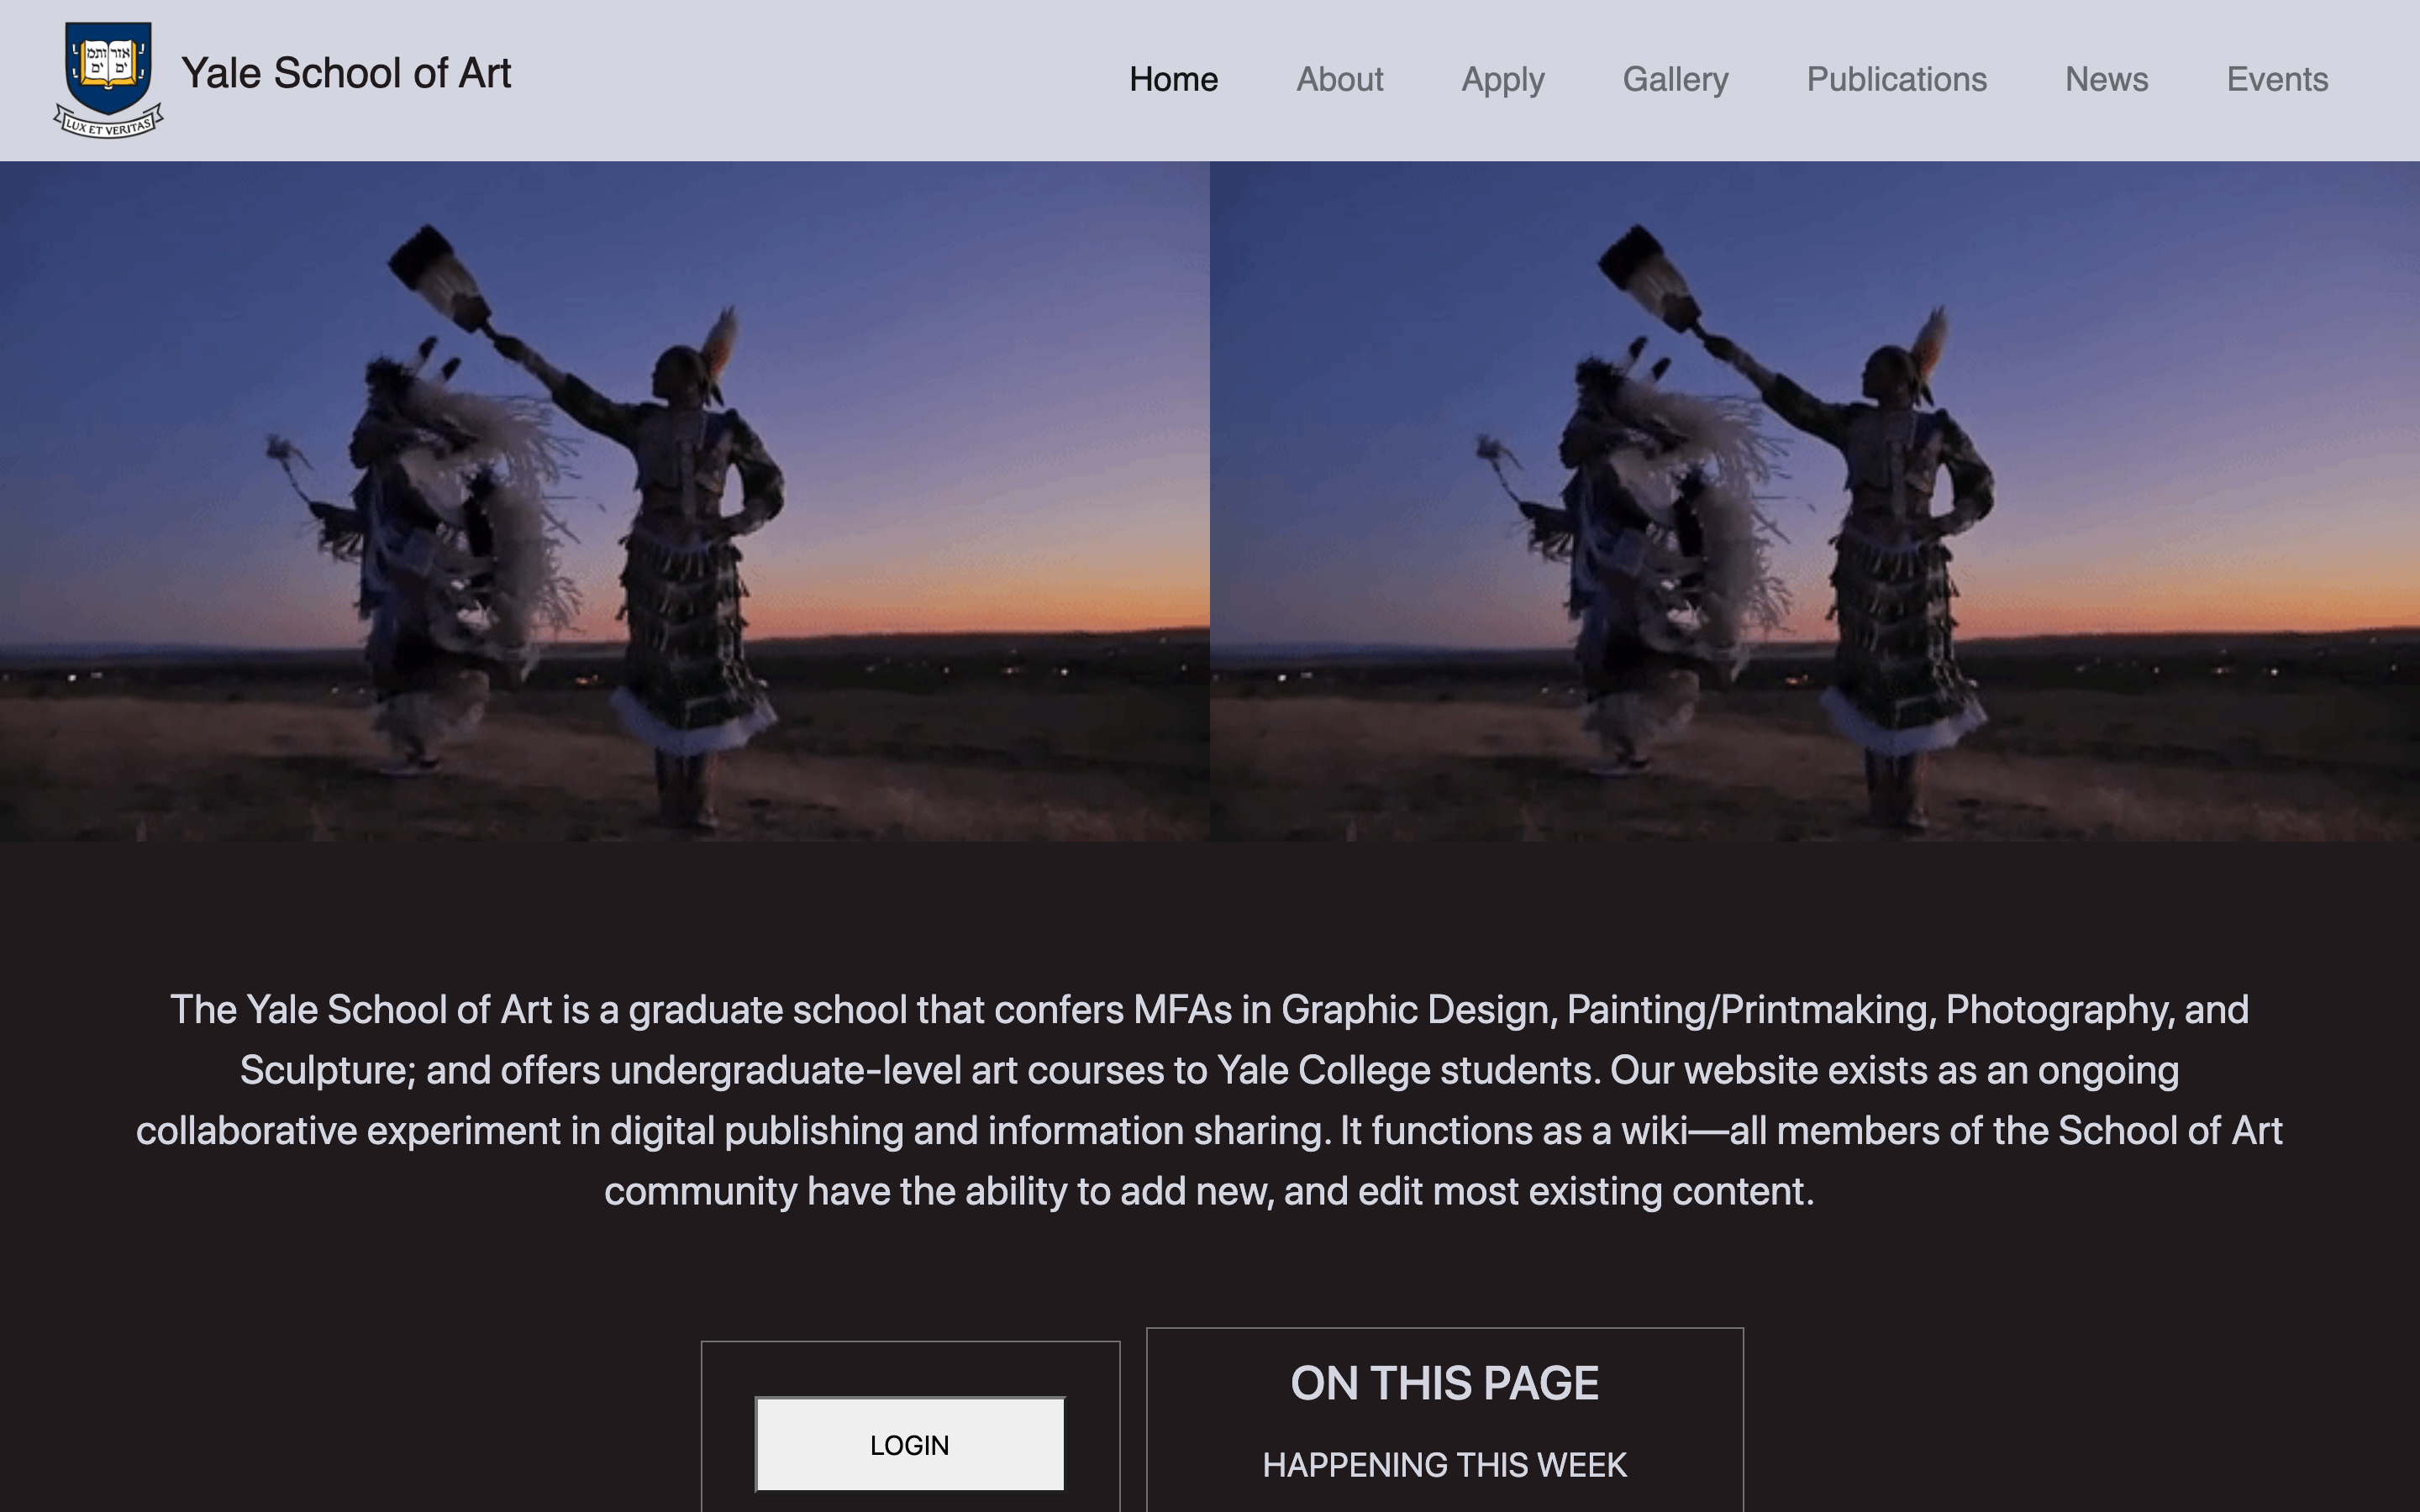 אורים
ותמים
LUX ET VERITAS
Yale School of Art
Home
About
Apply
Gallery
Publications
News
Events
The Yale School of Art is a graduate school that confers MFAs in Graphic Design, Painting/Printmaking, Photography, and
Sculpture; and offers undergraduate-level art courses to Yale College students. Our website exists as an ongoing
collaborative experiment in digital publishing and information sharing. It functions as a wiki—all members of the School of Art
community have the ability to add new, and edit most existing content.
LOGIN
ON THIS PAGE
HAPPENING THIS WEEK